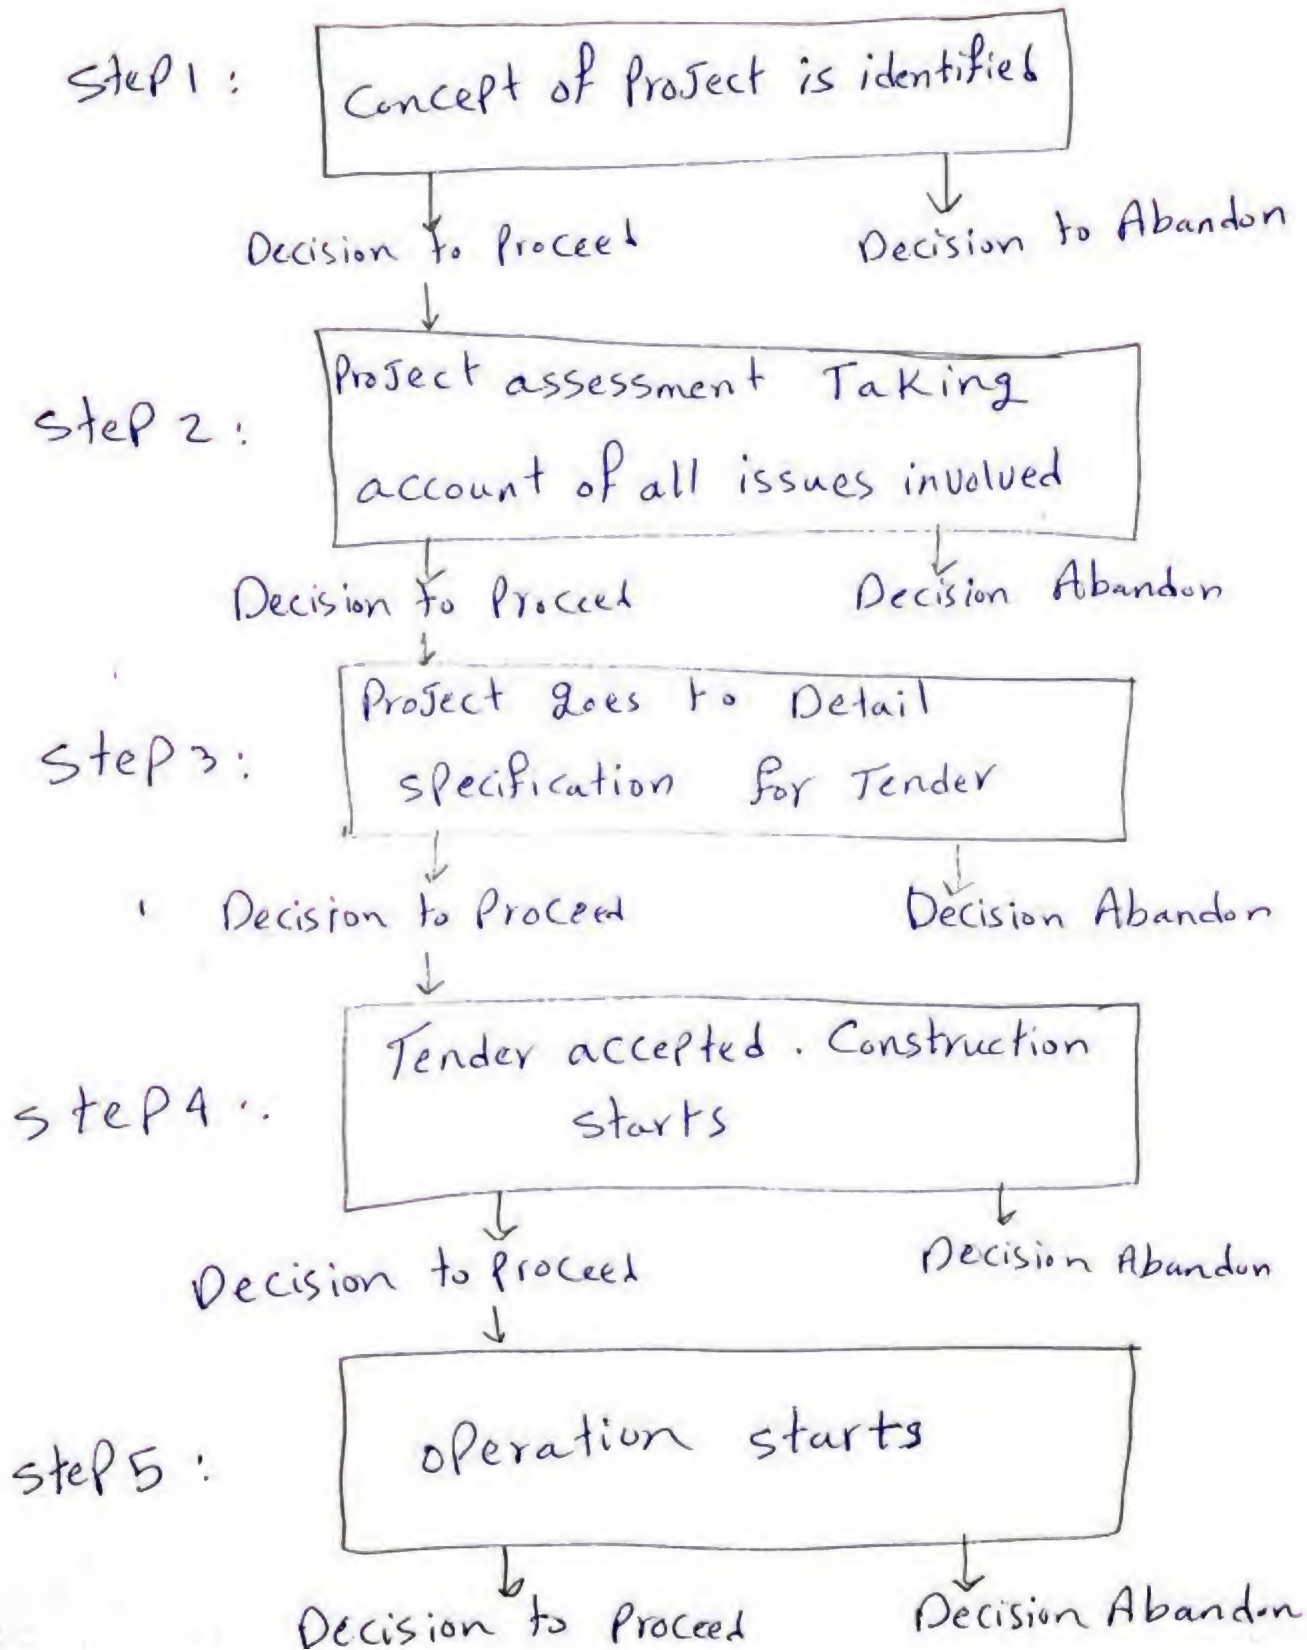 Step 1 :
Concept of Project is identified
Decision to Proceed
Decision to Abandon
Step 2 :
Project assessment Taking
account of all issues involved
Decision to Proceed
Decision Abandon
Step 3 :
Project goes to Detail
specification for Tender
Decision to Proceed
Decision Abandon
step 4 :
Tender accepted . Construction
starts
Decision to Proceed
Decision Abandon
step 5 :
operation starts
Decision to Proceed
Decision Abandon